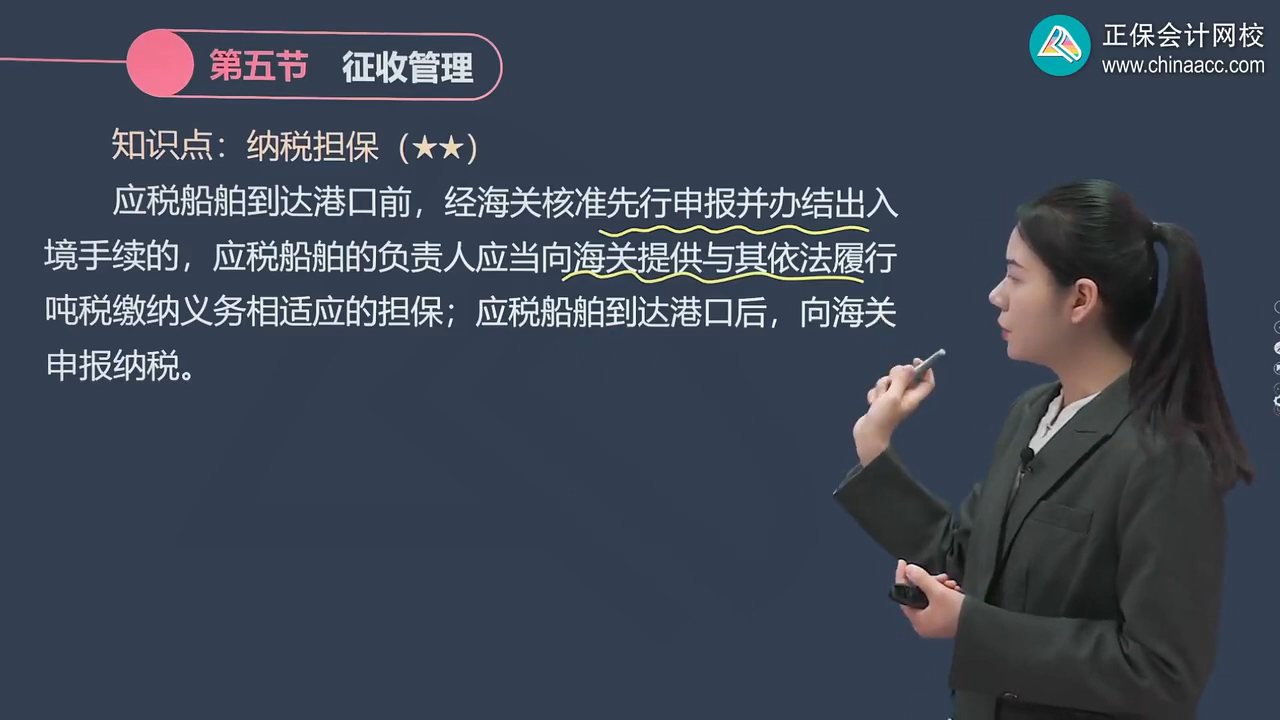 第五节 征收管理
正保会计网校
www.chinaacc.com
知识点：纳税担保（★★）
应税船舶到达港口前，经海关核准先行申报并办结出入
境手续的，应税船舶的负责人应当向海关提供与其依法履行
吨税缴纳义务相适应的担保；应税船舶到达港口后，向海关
申报纳税。